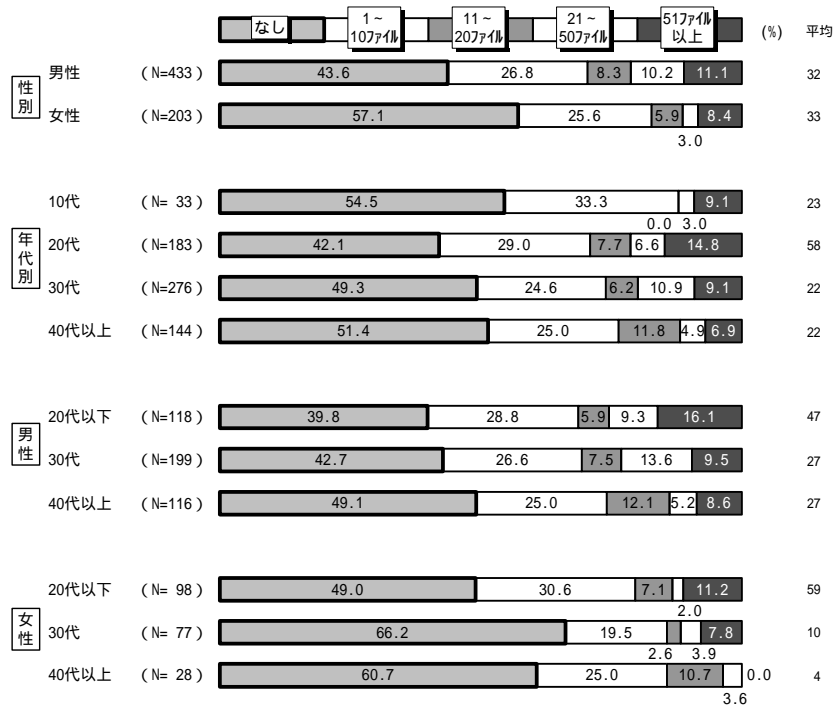 なし 1～ 10ﾌｧｲﾙ 11～ 20ﾌｧｲﾙ 21～ 50ﾌｧｲﾙ 51ﾌｧｲﾙ 以上 (%) 平均
性別
男性 (N=433) 43.6 26.8 8.3 10.2 11.1 32
女性 (N=203) 57.1 25.6 5.9 8.4 33
3.0
年代別
10代 (N= 33) 54.5 33.3 9.1 23
0.0 3.0
20代 (N=183) 42.1 29.0 7.7 6.6 14.8 58
30代 (N=276) 49.3 24.6 6.2 10.9 9.1 22
40代以上 (N=144) 51.4 25.0 11.8 4.9 6.9 22
男性
20代以下 (N=118) 39.8 28.8 5.9 9.3 16.1 47
30代 (N=199) 42.7 26.6 7.5 13.6 9.5 27
40代以上 (N=116) 49.1 25.0 12.1 5.2 8.6 27
女性
20代以下 (N= 98) 49.0 30.6 7.1 11.2 59
2.0
30代 (N= 77) 66.2 19.5 7.8 10
2.6 3.9
40代以上 (N= 28) 60.7 25.0 10.7 0.0 4
3.6